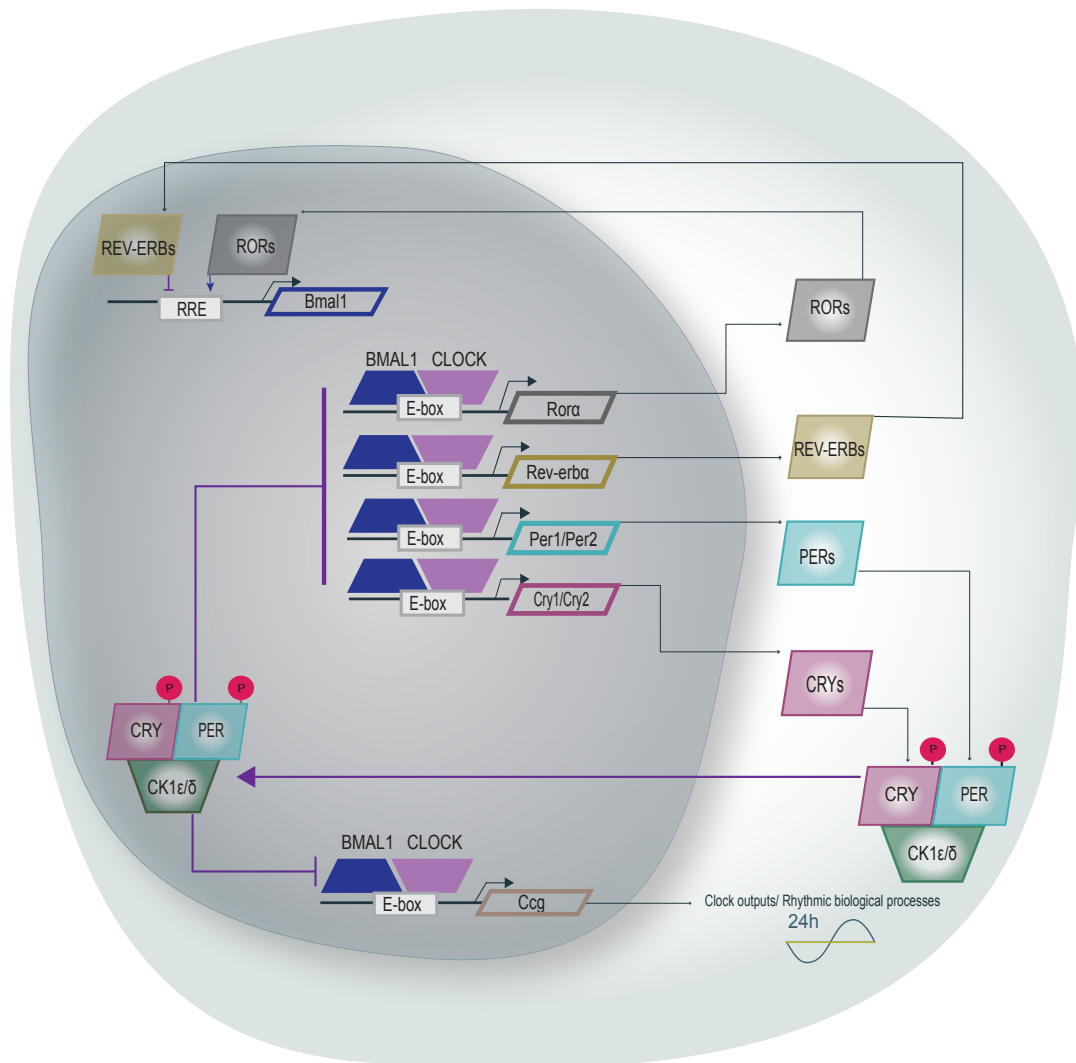 REV-ERBs
RORs
RRE
Bmal1
RORs
BMAL1 CLOCK
E-box
Rorα
REV-ERBs
E-box
Rev-erbα
E-box
Per1/Per2
PERs
E-box
Cry1/Cry2
CRYs
P
P
CRY
PER
CK1ε/δ
P
P
CRY
PER
CK1ε/δ
BMAL1 CLOCK
E-box
Ccg
Clock outputs/ Rhythmic biological processes
24h